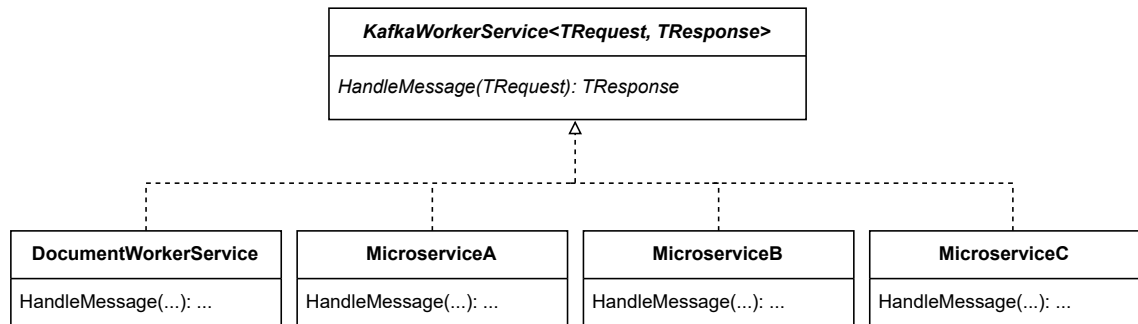 KafkaWorkerService<TRequest, TResponse>
HandleMessage(TRequest): TResponse
DocumentWorkerService
HandleMessage(...): ...
MicroserviceA
HandleMessage(...): ...
MicroserviceB
HandleMessage(...): ...
MicroserviceC
HandleMessage(...): ...